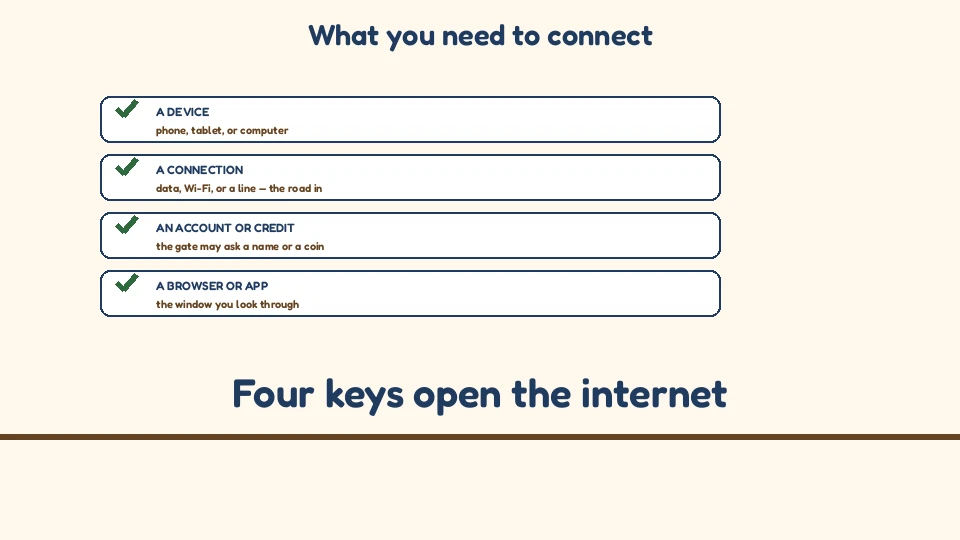 What you need to connect
A DEVICE
phone, tablet, or computer
A CONNECTION
data, Wi-Fi, or a line — the road in
AN ACCOUNT OR CREDIT
the gate may ask a name or a coin
A BROWSER OR APP
the window you look through
Four keys open the internet